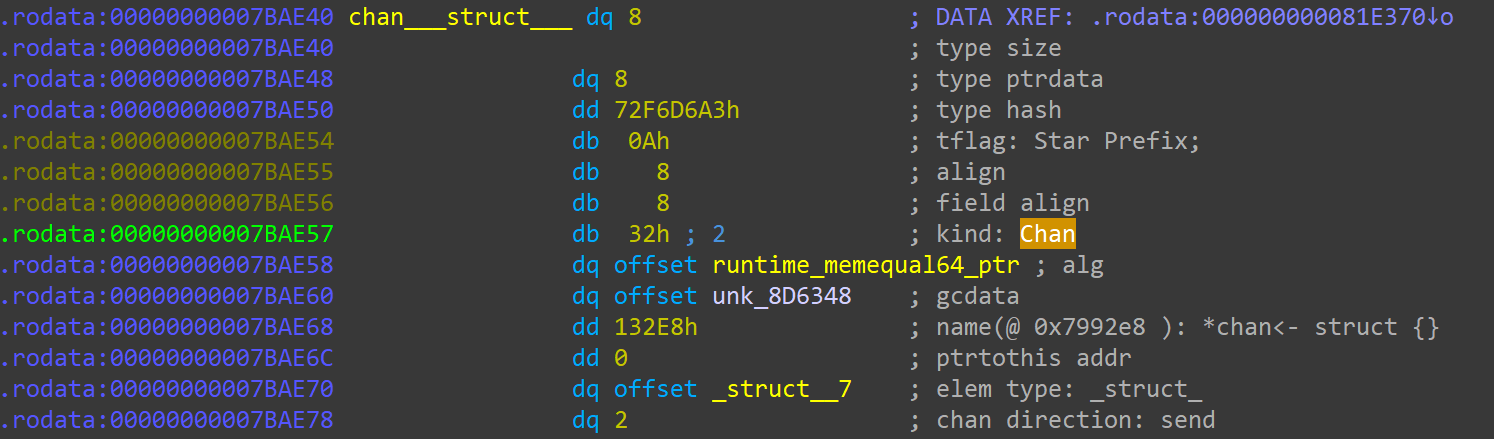 .rodata:00000000007BAE40 chan___struct___ dq 8 ; DATA XREF: .rodata:000000000081E370↓o
.rodata:00000000007BAE40 ; type size
.rodata:00000000007BAE48 dq 8 ; type ptrdata
.rodata:00000000007BAE50 dd 72F6D6A3h ; type hash
.rodata:00000000007BAE54 db 0Ah ; tflag: Star Prefix;
.rodata:00000000007BAE55 db 8 ; align
.rodata:00000000007BAE56 db 8 ; field align
.rodata:00000000007BAE57 db 32h ; 2 ; kind: Chan
.rodata:00000000007BAE58 dq offset runtime_memequal64_ptr ; alg
.rodata:00000000007BAE60 dq offset unk_8D6348 ; gcdata
.rodata:00000000007BAE68 dd 132E8h ; name(@ 0x7992e8 ): *chan<- struct {}
.rodata:00000000007BAE6C dd 0 ; ptrtothis addr
.rodata:00000000007BAE70 dq offset _struct__7 ; elem type: _struct_
.rodata:00000000007BAE78 dq 2 ; chan direction: send